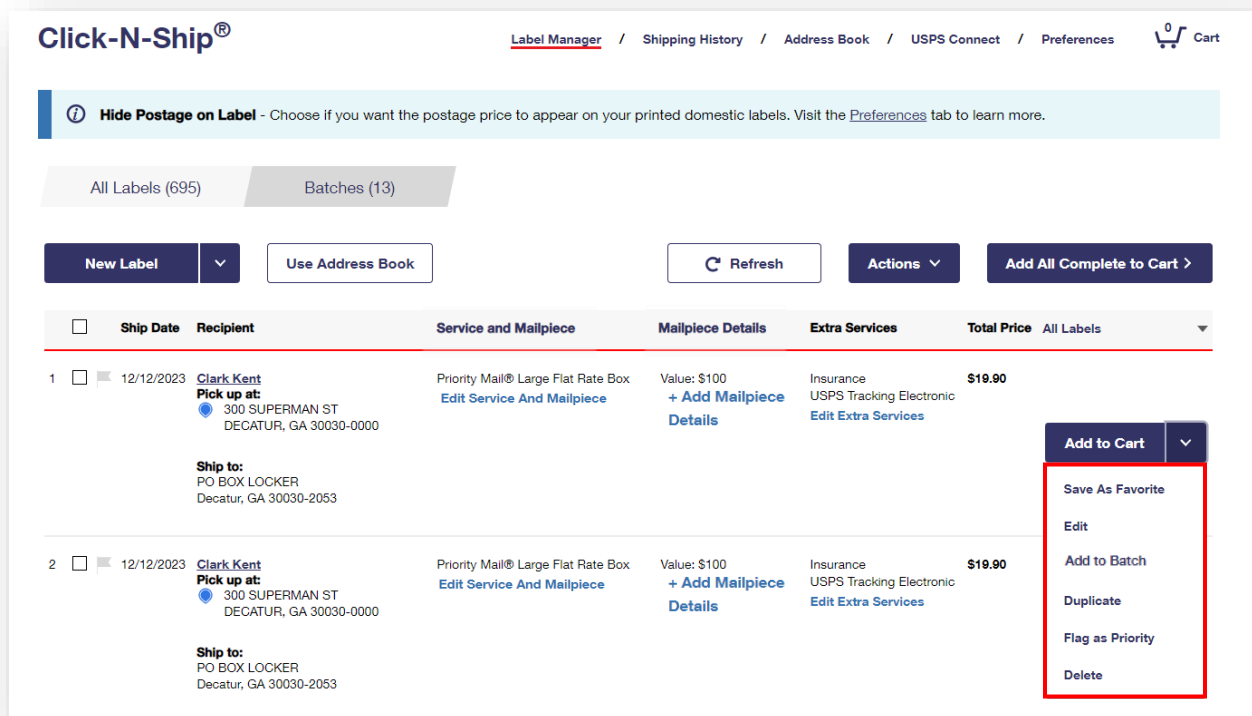 Click-N-Ship®
Label Manager / Shipping History / Address Book / USPS Connect / Preferences 0 Cart
Hide Postage on Label - Choose if you want the postage price to appear on your printed domestic labels. Visit the Preferences tab to learn more.
All Labels (695) Batches (13)
New Label Use Address Book Refresh Actions Add All Complete to Cart >
Ship Date Recipient Service and Mailpiece Mailpiece Details Extra Services Total Price All Labels
1 12/12/2023 Clark Kent Priority Mail® Large Flat Rate Box Value: $100 Insurance $19.90
Pick up at: Edit Service And Mailpiece + Add Mailpiece USPS Tracking Electronic
300 SUPERMAN ST Details Edit Extra Services
DECATUR, GA 30030-0000
Add to Cart
Ship to:
PO BOX LOCKER
Decatur, GA 30030-2053
Save As Favorite
Edit
Add to Batch
Duplicate
Flag as Priority
Delete
2 12/12/2023 Clark Kent Priority Mail® Large Flat Rate Box Value: $100 Insurance $19.90
Pick up at: Edit Service And Mailpiece + Add Mailpiece USPS Tracking Electronic
300 SUPERMAN ST Details Edit Extra Services
DECATUR, GA 30030-0000
Ship to:
PO BOX LOCKER
Decatur, GA 30030-2053